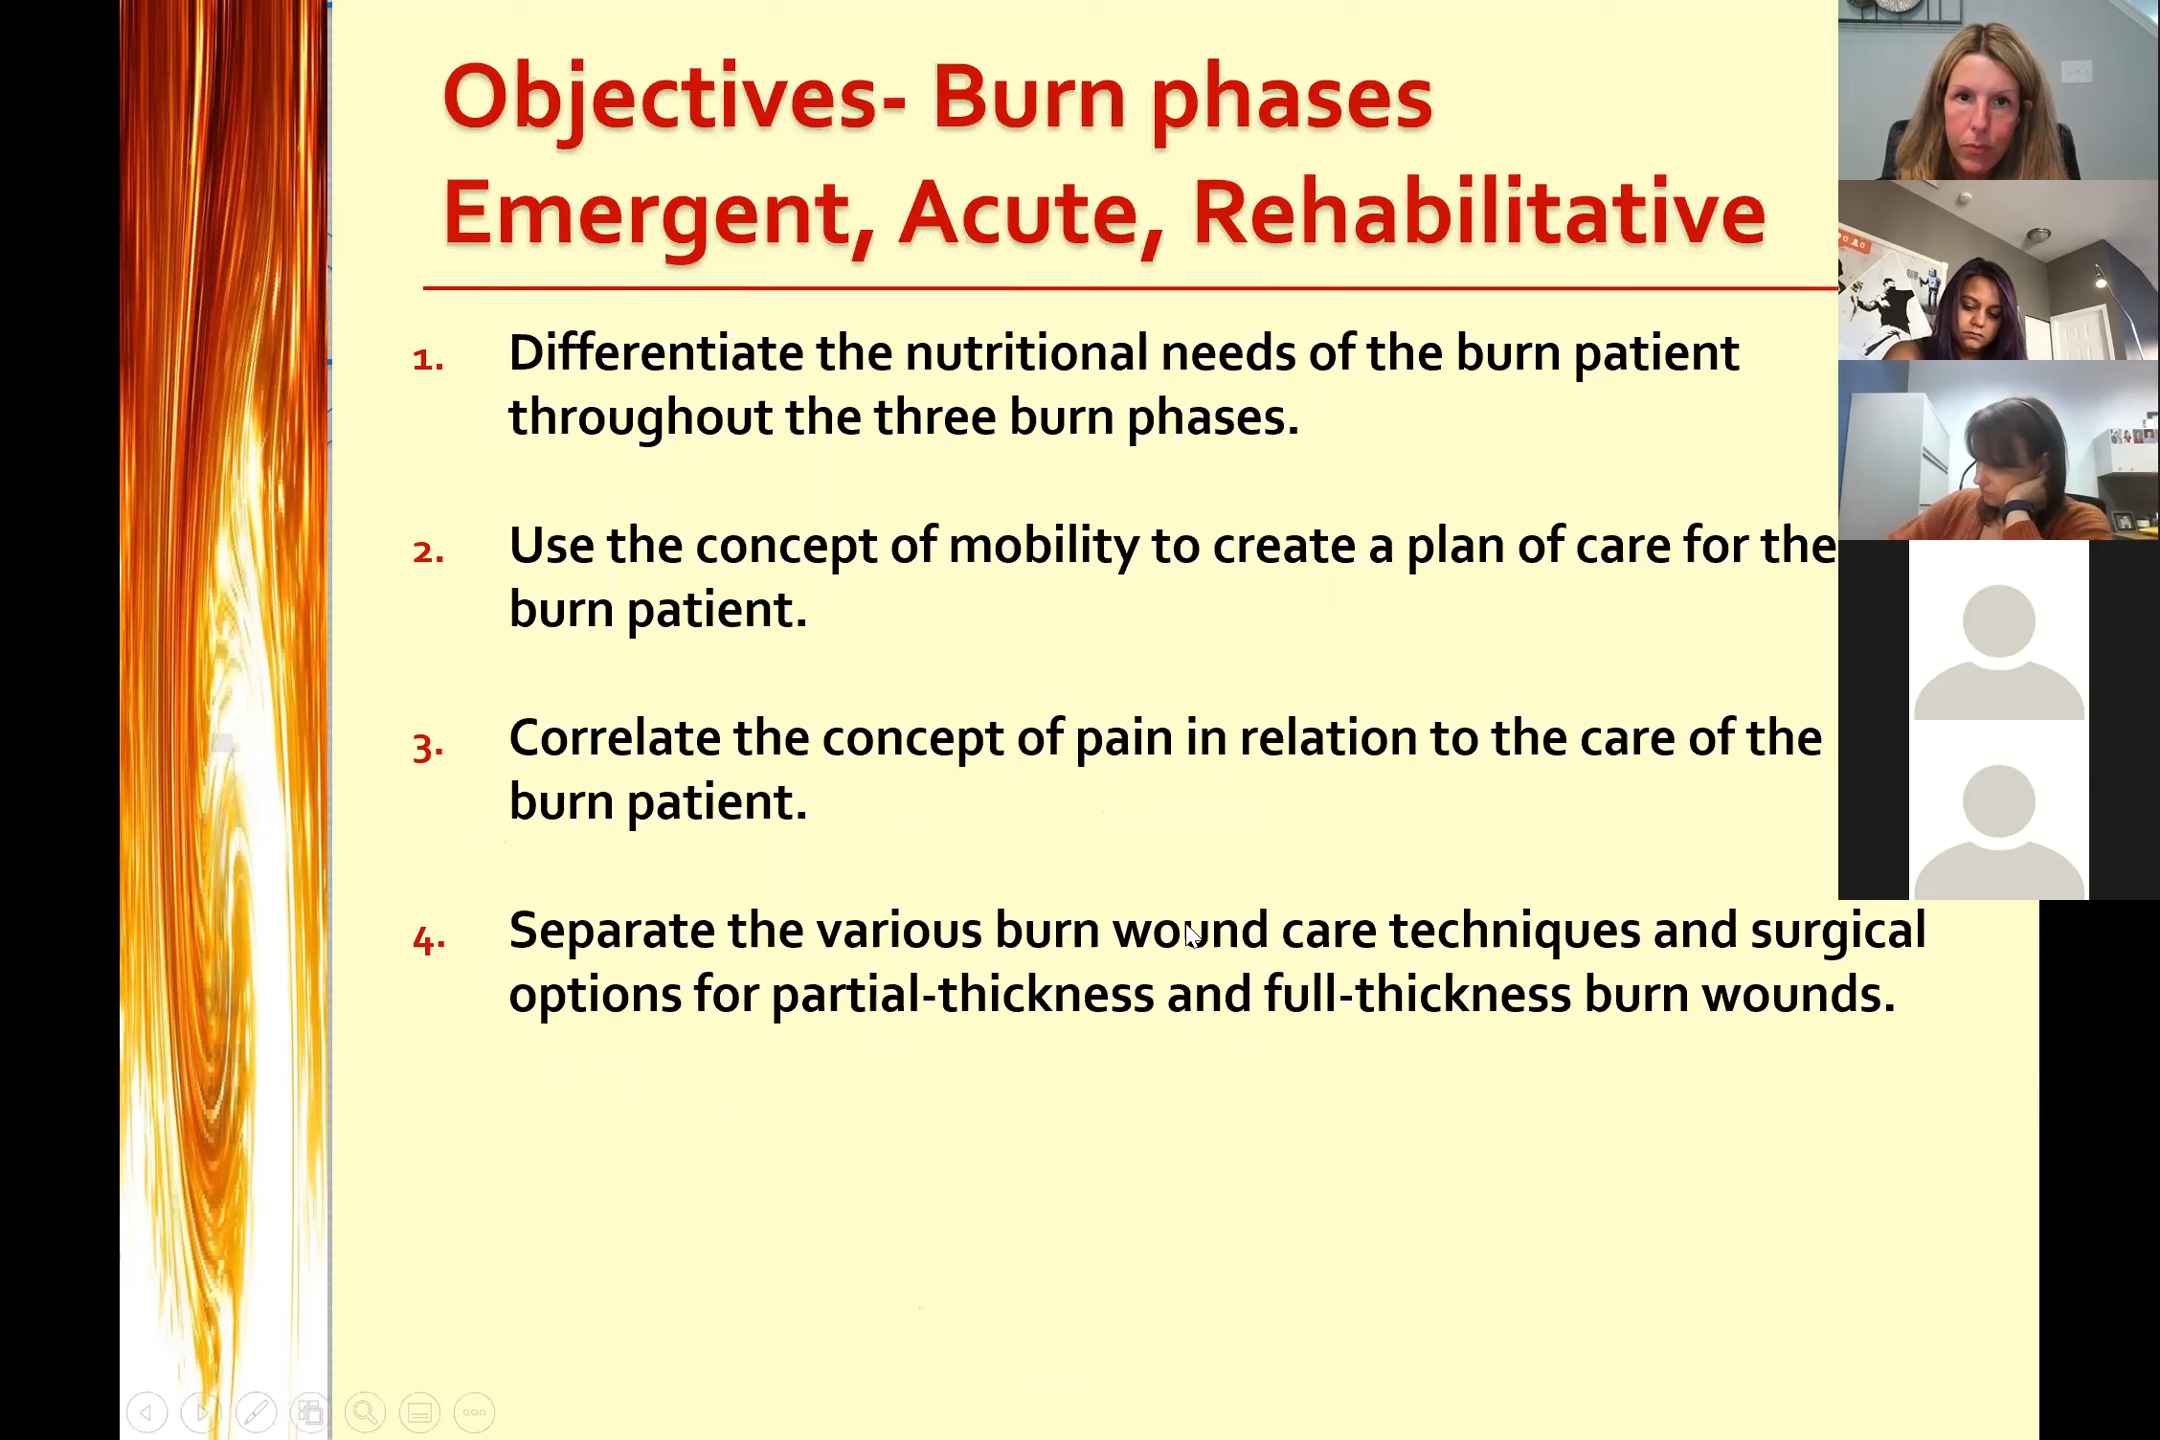 Objectives- Burn phases
Emergent, Acute, Rehabilitative
1. Differentiate the nutritional needs of the burn patient
throughout the three burn phases.
2. Use the concept of mobility to create a plan of care for the
burn patient.
3. Correlate the concept of pain in relation to the care of the
burn patient.
4. Separate the various burn wound care techniques and surgical
options for partial-thickness and full-thickness burn wounds.